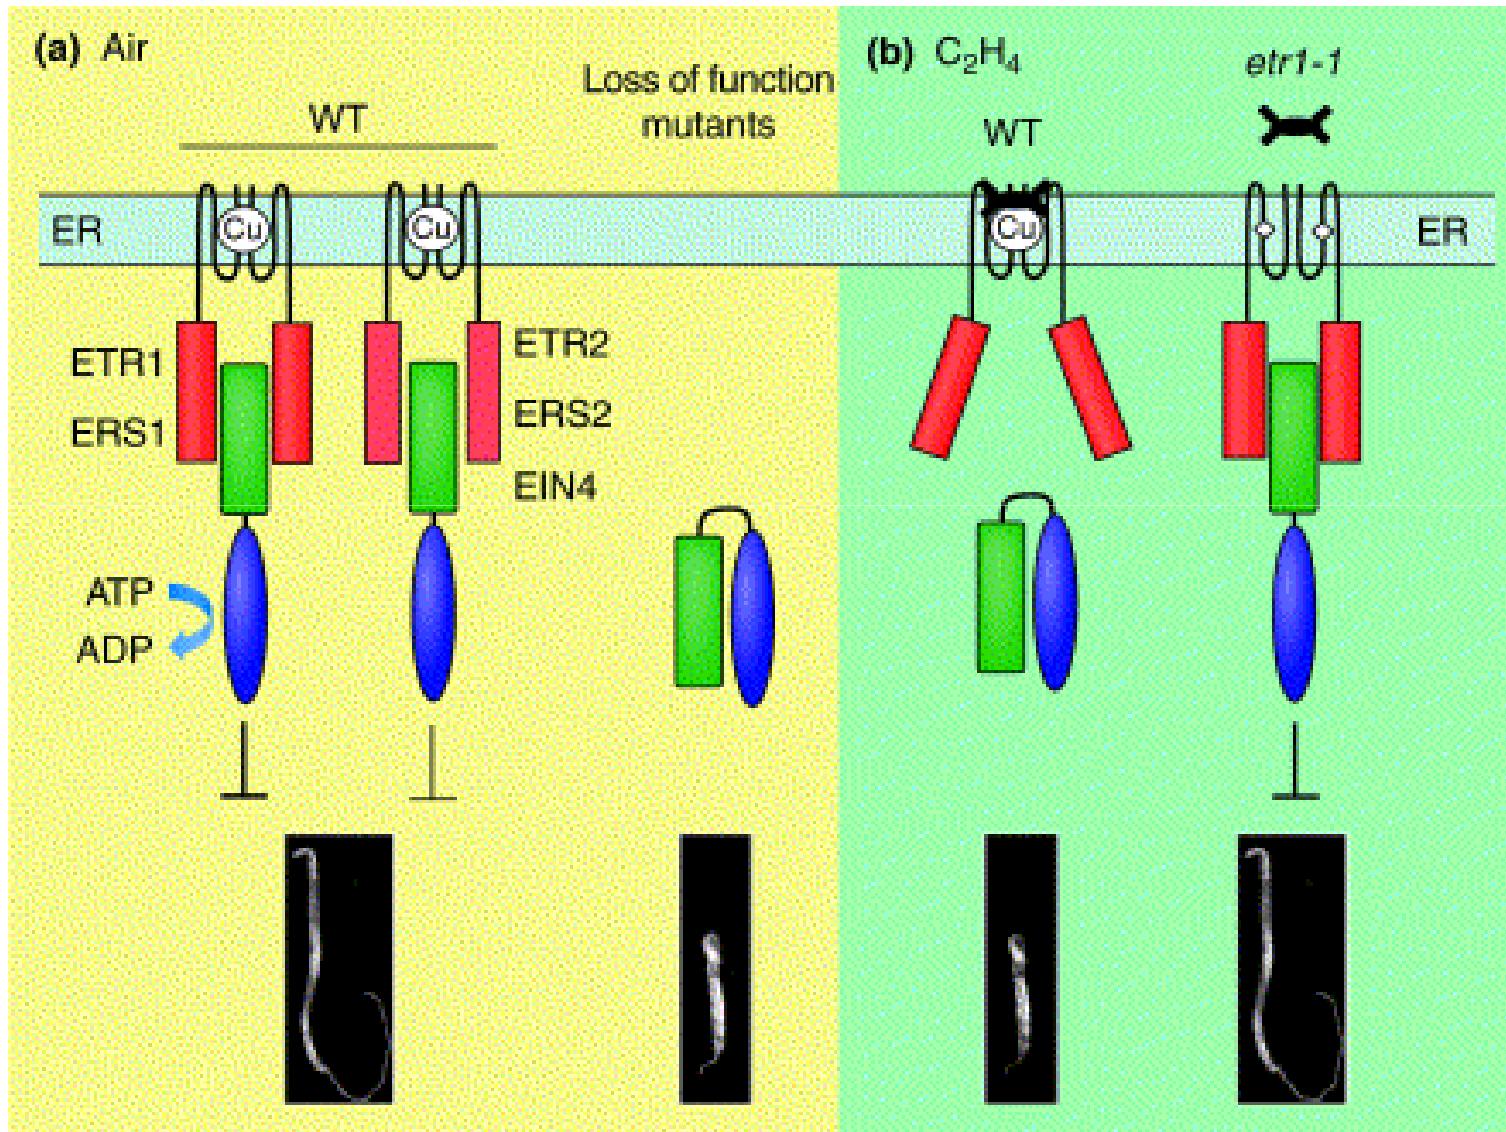 (a) Air
WT
Loss of function
mutants
ER
Cu
Cu
ETR1
ERS1
ETR2
ERS2
EIN4
ATP
ADP
(b) C₂H₄
WT
etr1-1
Cu
ER